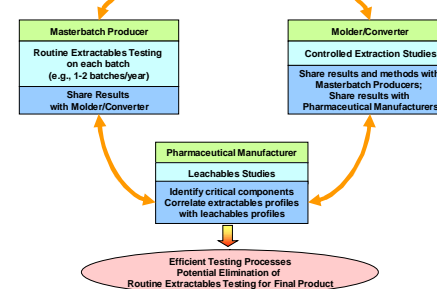 Masterbatch Producer
Routine Extractables Testing
on each batch
(e.g., 1-2 batches/year)
Share Results
with Molder/Converter
Molder/Converter
Controlled Extraction Studies
Share results and methods with
Masterbatch Producers;
Share results with
Pharmaceutical Manufacturers
Pharmaceutical Manufacturer
Leachables Studies
Identify critical components
Correlate extractables profiles
with leachables profiles
Efficient Testing Processes
Potential Elimination of
Routine Extractables Testing for Final Product